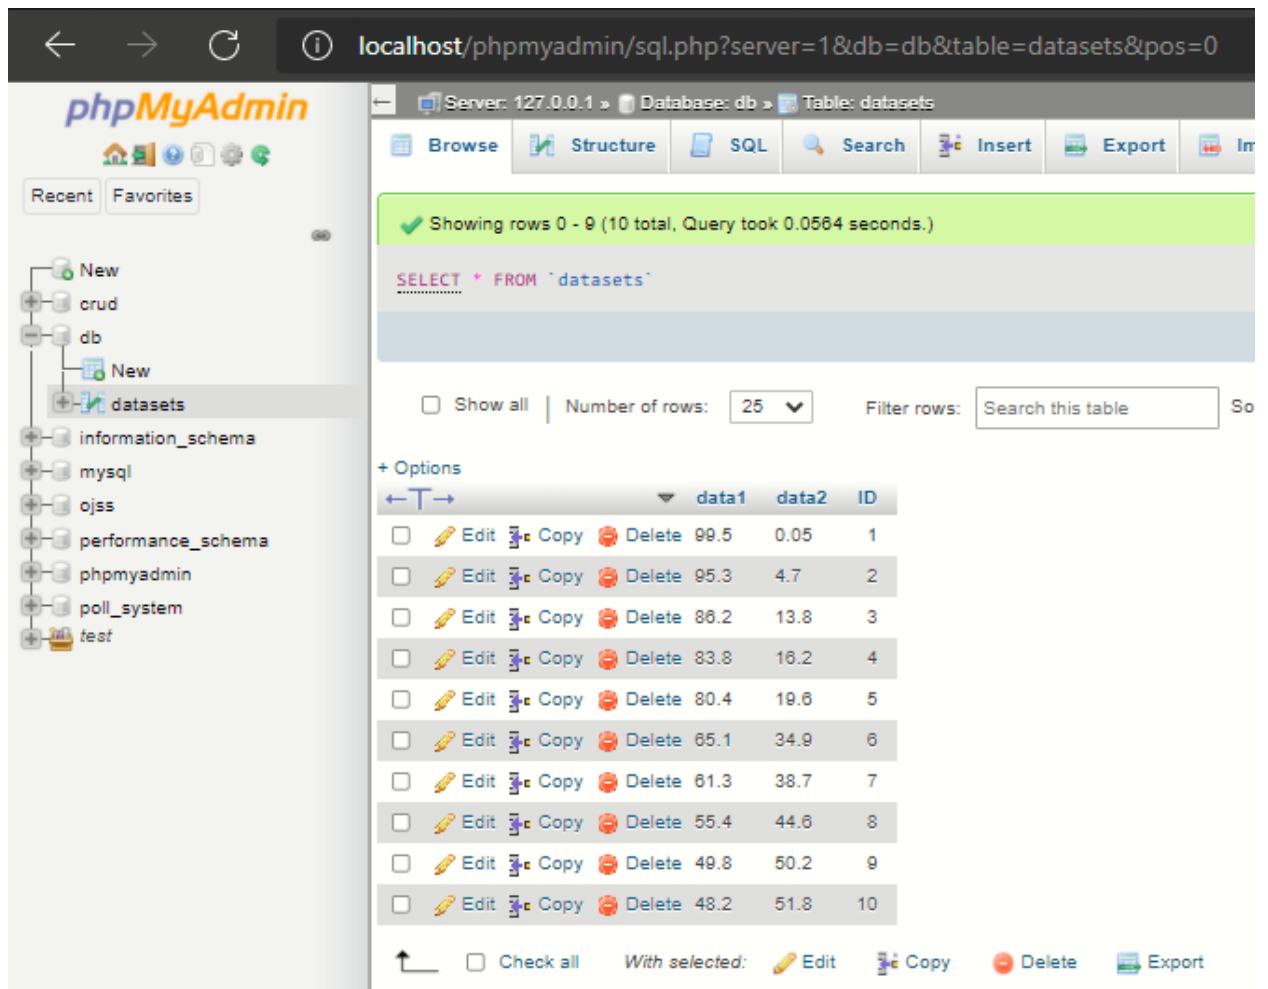 localhost/phpmyadmin/sql.php?server=1&db=db&table=datasets&pos=0
phpMyAdmin
Recent Favorites
New
crud
db
New
datasets
information_schema
mysql
ojss
performance_schema
phpmyadmin
poll_system
test
Server: 127.0.0.1 » Database: db » Table: datasets
Browse Structure SQL Search Insert Export Im
Showing rows 0 - 9 (10 total, Query took 0.0564 seconds.)
SELECT * FROM `datasets`
Show all | Number of rows: 25 Filter rows: Search this table So
+ Options
←T→ data1 data2 ID
Edit Copy Delete 99.5 0.05 1
Edit Copy Delete 95.3 4.7 2
Edit Copy Delete 86.2 13.8 3
Edit Copy Delete 83.8 16.2 4
Edit Copy Delete 80.4 19.6 5
Edit Copy Delete 65.1 34.9 6
Edit Copy Delete 61.3 38.7 7
Edit Copy Delete 55.4 44.6 8
Edit Copy Delete 49.8 50.2 9
Edit Copy Delete 48.2 51.8 10
Check all With selected: Edit Copy Delete Export